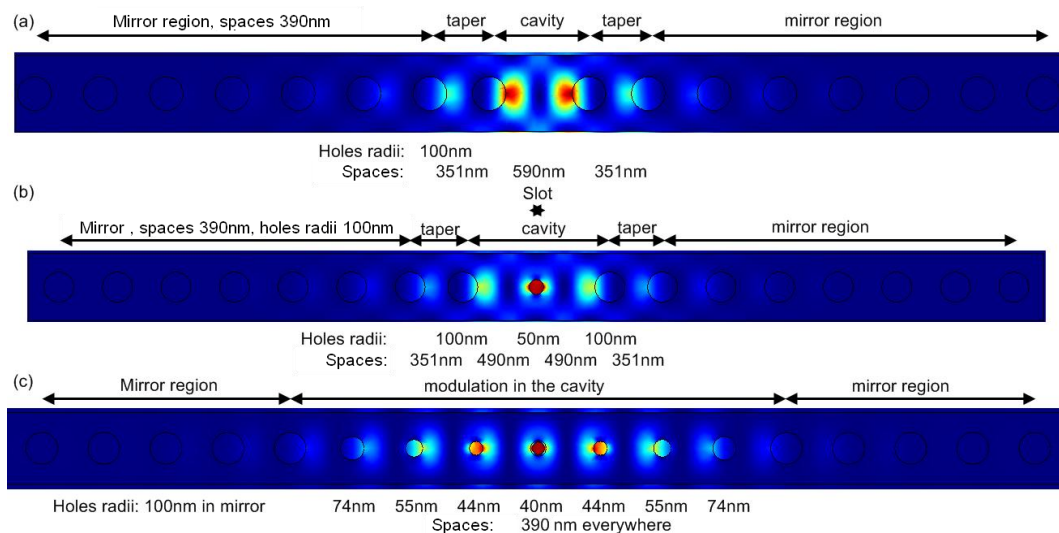 (a) Mirror region, spaces 390nm taper cavity taper mirror region
Holes radii: 100nm
Spaces: 351nm 590nm 351nm
(b) Slot
Mirror , spaces 390nm, holes radii 100nm taper cavity taper mirror region
Holes radii: 100nm 50nm 100nm
Spaces: 351nm 490nm 490nm 351nm
(c) Mirror region modulation in the cavity mirror region
Holes radii: 100nm in mirror 74nm 55nm 44nm 40nm 44nm 55nm 74nm
Spaces: 390 nm everywhere